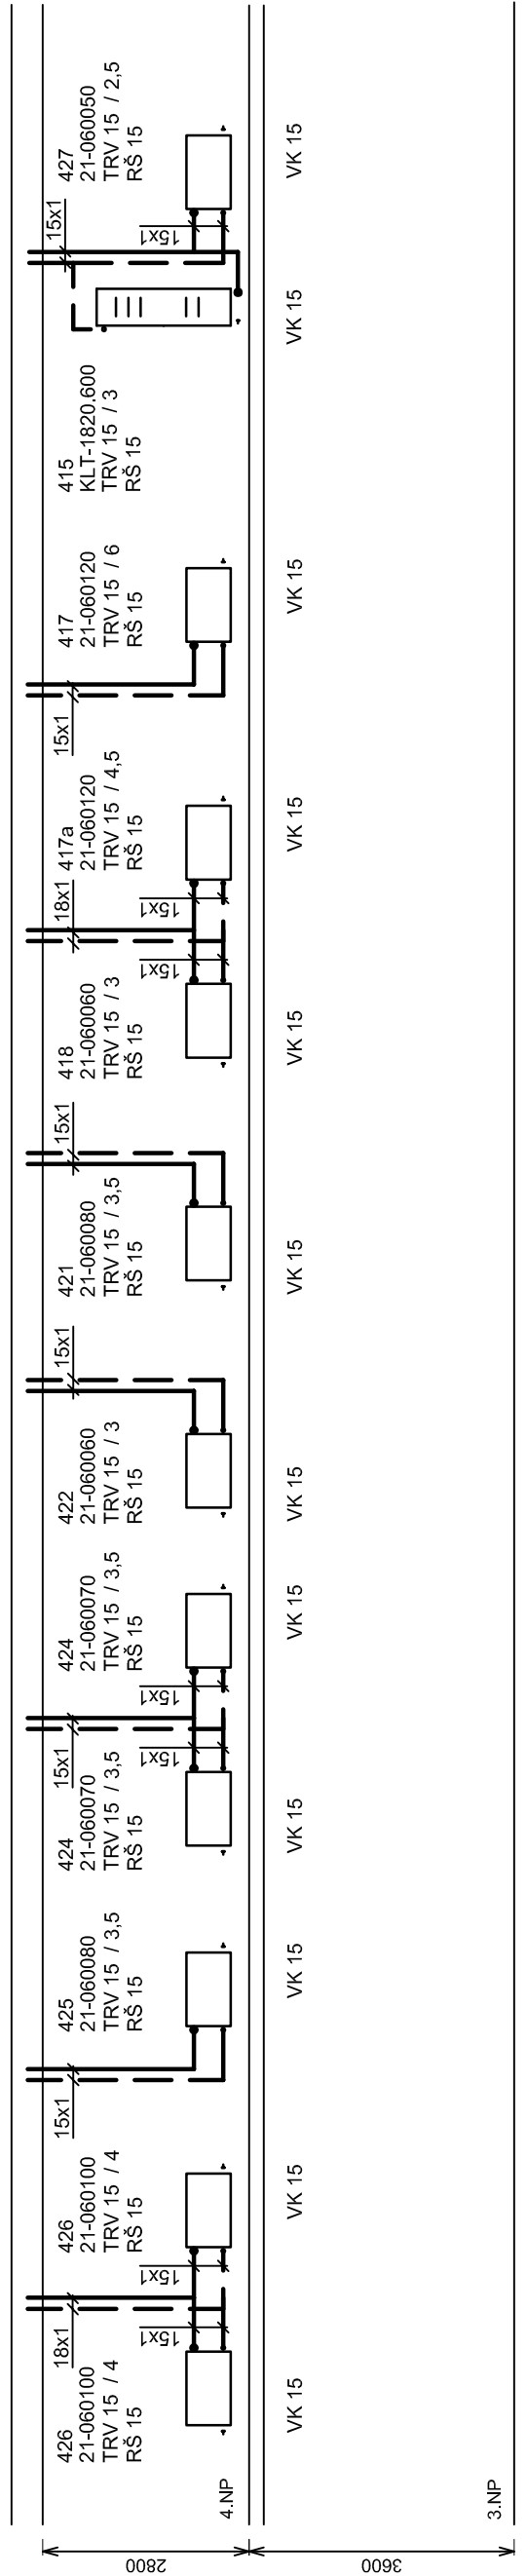 426
21-060100
TRV 15 / 4
RŠ 15
18x1
15x1
15x1
426
21-060100
TRV 15 / 4
RŠ 15
15x1
425
21-060080
TRV 15 / 3,5
RŠ 15
424
21-060070
TRV 15 / 3,5
RŠ 15
15x1
15x1
15x1
424
21-060070
TRV 15 / 3,5
RŠ 15
422
21-060060
TRV 15 / 3
RŠ 15
15x1
421
21-060080
TRV 15 / 3,5
RŠ 15
15x1
418
21-060060
TRV 15 / 3
RŠ 15
18x1
15x1
15x1
417a
21-060120
TRV 15 / 4,5
RŠ 15
15x1
417
21-060120
TRV 15 / 6
RŠ 15
415
KLT-1820.600
TRV 15 / 3
RŠ 15
15x1
15x1
427
21-060050
TRV 15 / 2,5
RŠ 15
2800
4.NP
VK 15
VK 15
VK 15
VK 15
VK 15
VK 15
VK 15
VK 15
VK 15
VK 15
VK 15
VK 15
3600
3.NP